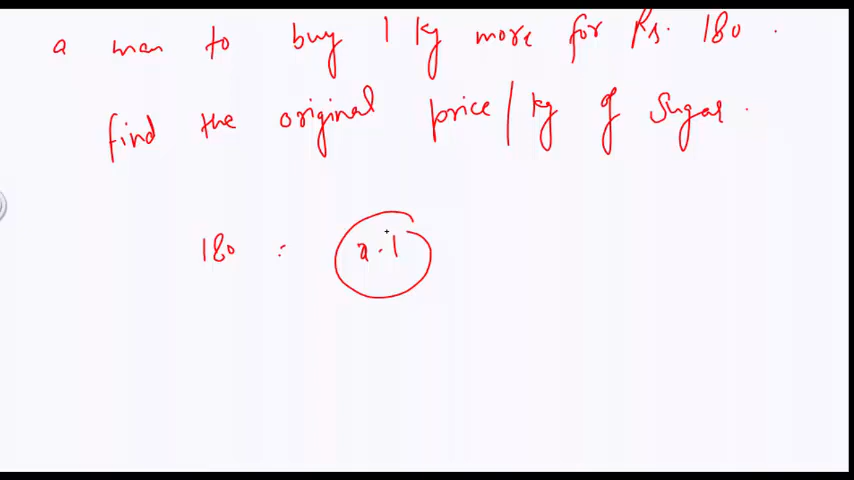 a man to buy 1 kg more for Rs. 180.
find the original price/kg of sugar.
180 = x.1